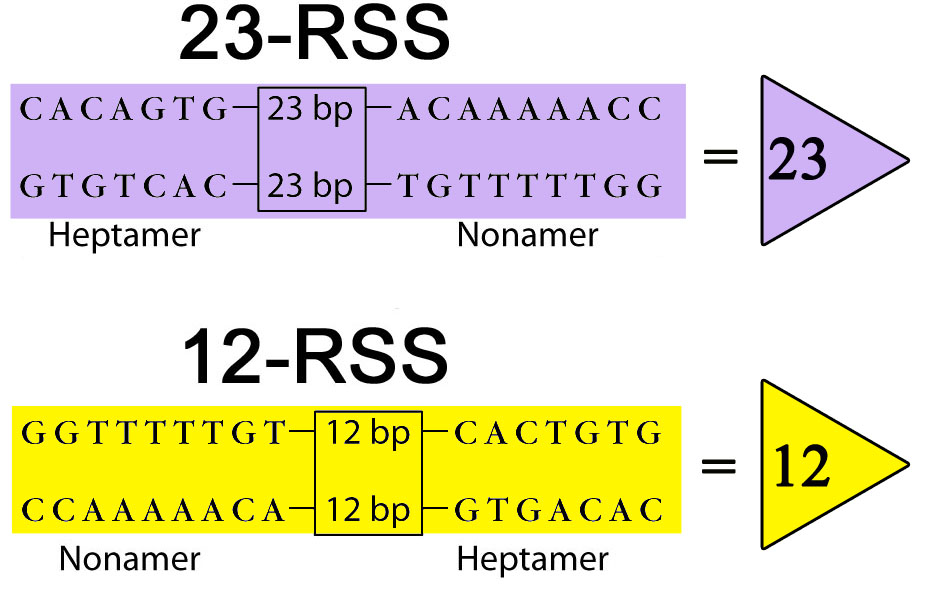 23-RSS
CACAGTG 23 bp ACAAAAACC = 23
GTGTCAC 23 bp TGTTTTTGG
Heptamer Nonamer
12-RSS
GGTTTTTGT 12 bp CACTGTG = 12
CCAAAAACA 12 bp GTGACAC
Nonamer Heptamer